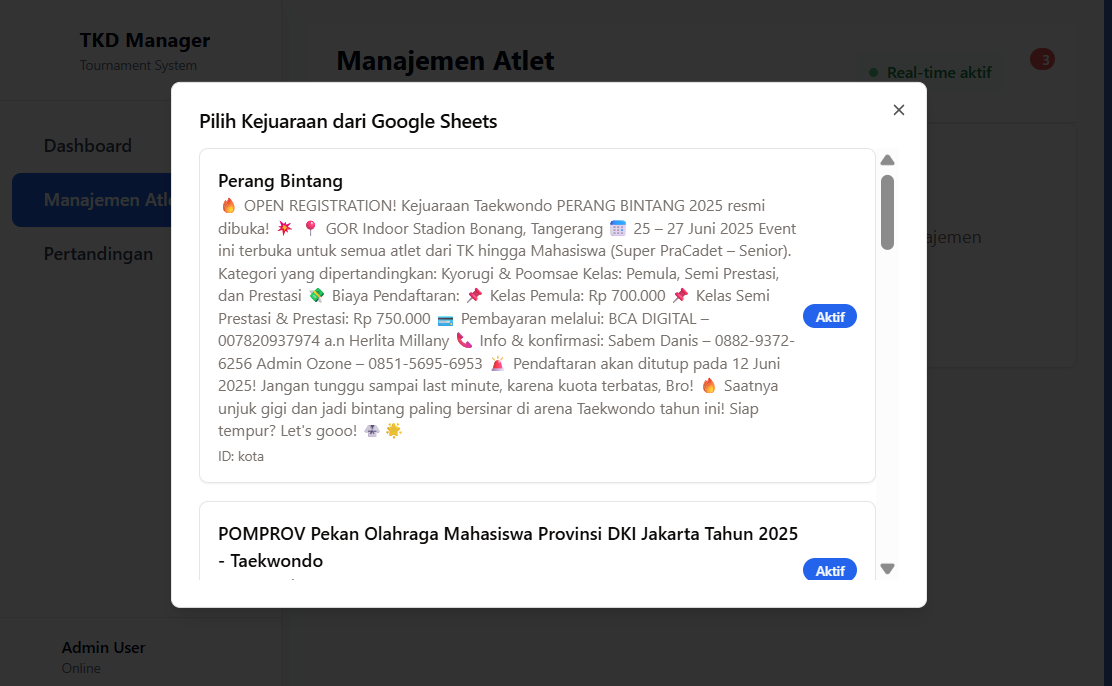 TKD Manager
Tournament System
Manajemen Atlet
Real-time aktif
3
Dashboard
Manajemen Atle
Pertandingan
Pilih Kejuaraan dari Google Sheets
Perang Bintang
🔥 OPEN REGISTRATION! Kejuaraan Taekwondo PERANG BINTANG 2025 resmi
dibuka! 💥 📍 GOR Indoor Stadion Bonang, Tangerang 🗓️ 25 – 27 Juni 2025 Event
ini terbuka untuk semua atlet dari TK hingga Mahasiswa (Super PraCadet – Senior).
Kategori yang dipertandingkan: Kyorugi & Poomsae Kelas: Pemula, Semi Prestasi,
dan Prestasi 💸 Biaya Pendaftaran: 📌 Kelas Pemula: Rp 700.000 📌 Kelas Semi
Prestasi & Prestasi: Rp 750.000 💳 Pembayaran melalui: BCA DIGITAL –
007820937974 a.n Herlita Millany 📞 Info & konfirmasi: Sabem Danis – 0882-9372-
6256 Admin Ozone – 0851-5695-6953 🚨 Pendaftaran akan ditutup pada 12 Juni
2025! Jangan tunggu sampai last minute, karena kuota terbatas, Bro! 🔥 Saatnya
unjuk gigi dan jadi bintang paling bersinar di arena Taekwondo tahun ini! Siap
tempur? Let's gooo! 🥋 🌟
ID: kota
Aktif
POMPROV Pekan Olahraga Mahasiswa Provinsi DKI Jakarta Tahun 2025
- Taekwondo
Aktif
ajemen
Admin User
Online